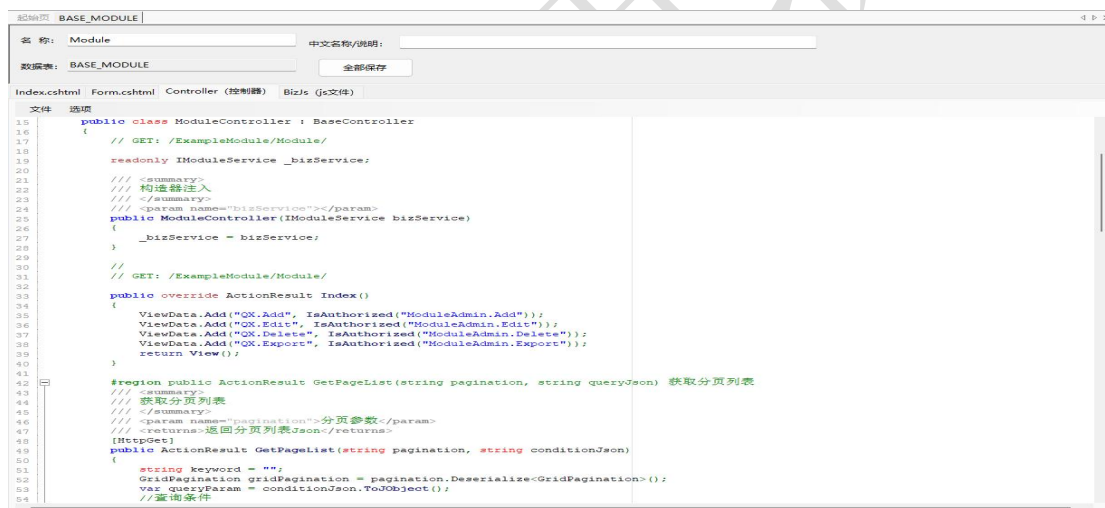 起始页 BASE_MODULE
名 称: Module 中文名称/说明:
数据表: BASE_MODULE 全部保存
Index.cshtml Form.cshtml Controller (控制器) BizJs (js文件)
文件 选项
15 public class ModuleController : BaseController
16 {
17 // GET: /ExampleModule/Module/
18
19 readonly IModuleService _bizService;
20
21 /// <summary>
22 /// 构造器注入
23 /// </summary>
24 /// <param name="bizService"></param>
25 public ModuleController(IModuleService bizService)
26 {
27 _bizService = bizService;
28 }
29
30 //
31 // GET: /ExampleModule/Module/
32
33 public override ActionResult Index()
34 {
35 ViewData.Add("QX.Add", IsAuthorized("ModuleAdmin.Add"));
36 ViewData.Add("QX.Edit", IsAuthorized("ModuleAdmin.Edit"));
37 ViewData.Add("QX.Delete", IsAuthorized("ModuleAdmin.Delete"));
38 ViewData.Add("QX.Export", IsAuthorized("ModuleAdmin.Export"));
39 return View();
40 }
41
42 #region public ActionResult GetPageList(string pagination, string queryJson) 获取分页列表
43 /// <summary>
44 /// 获取分页列表
45 /// </summary>
46 /// <param name="pagination">分页参数</param>
47 /// <returns>返回分页列表Json</returns>
48 [HttpGet]
49 public ActionResult GetPageList(string pagination, string conditionJson)
50 {
51 string keyword = "";
52 GridPagination gridPagination = pagination.Deserialize<GridPagination>();
53 var queryParam = conditionJson.ToJObject();
54 //查询条件